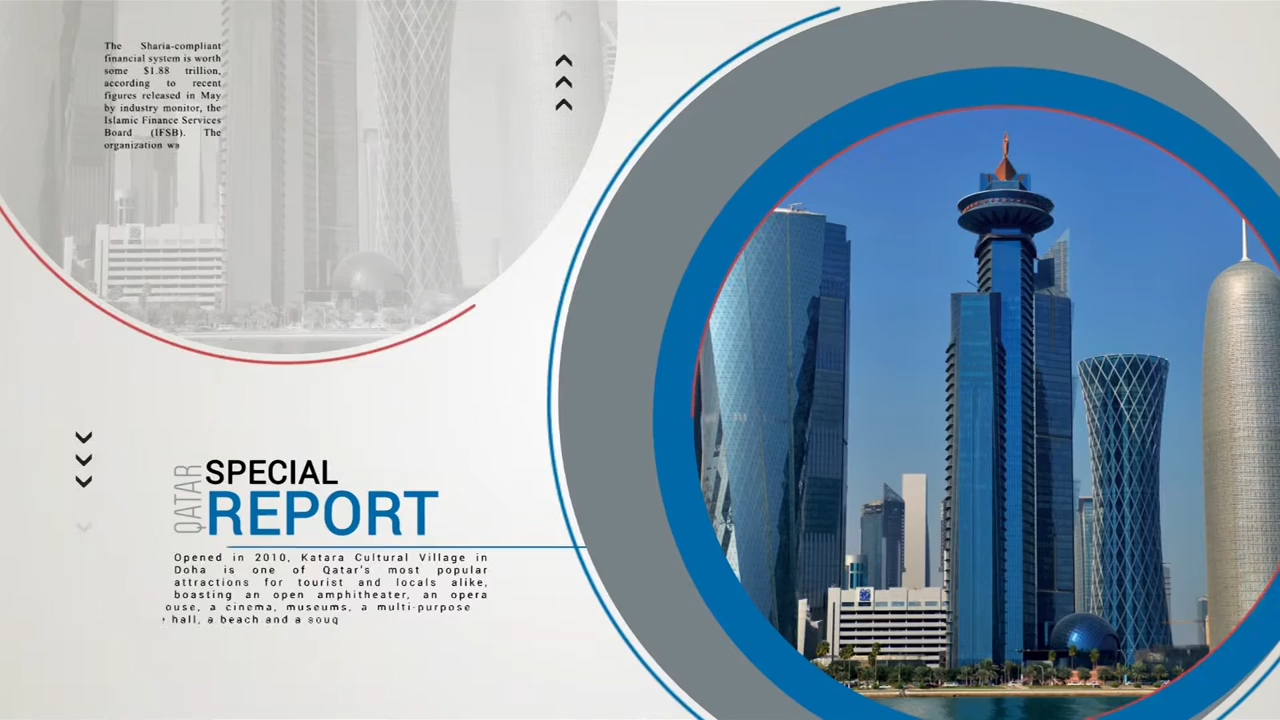 The Sharia-compliant
financial system is worth
some $1.88 trillion,
according to recent
figures released in May
by industry monitor, the
Islamic Finance Services
Board (IFSB). The
organization wa
QATAR
SPECIAL
REPORT
Opened in 2010, Katara Cultural Village in
Doha is one of Qatar's most popular
attractions for tourist and locals alike,
boasting an open amphitheater, an opera
ouse, a cinema, museums, a multi-purpose
hall, a beach and a souq